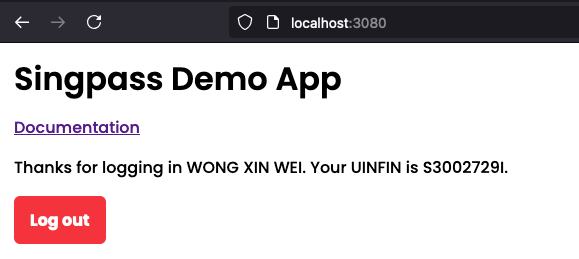 localhost:3080
Singpass Demo App
Documentation
Thanks for logging in WONG XIN WEI. Your UINFIN is S3002729I.
Log out